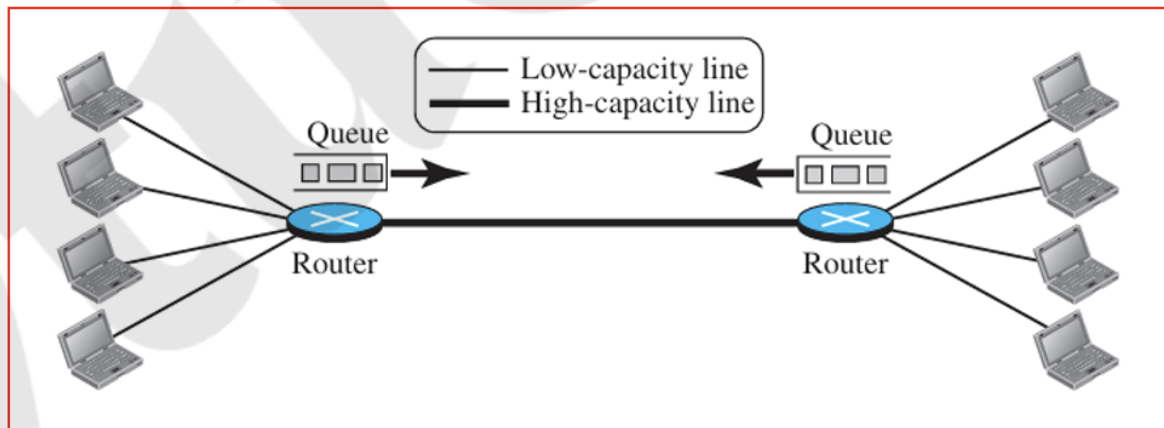 Low-capacity line
High-capacity line
Queue
Queue
Router
Router